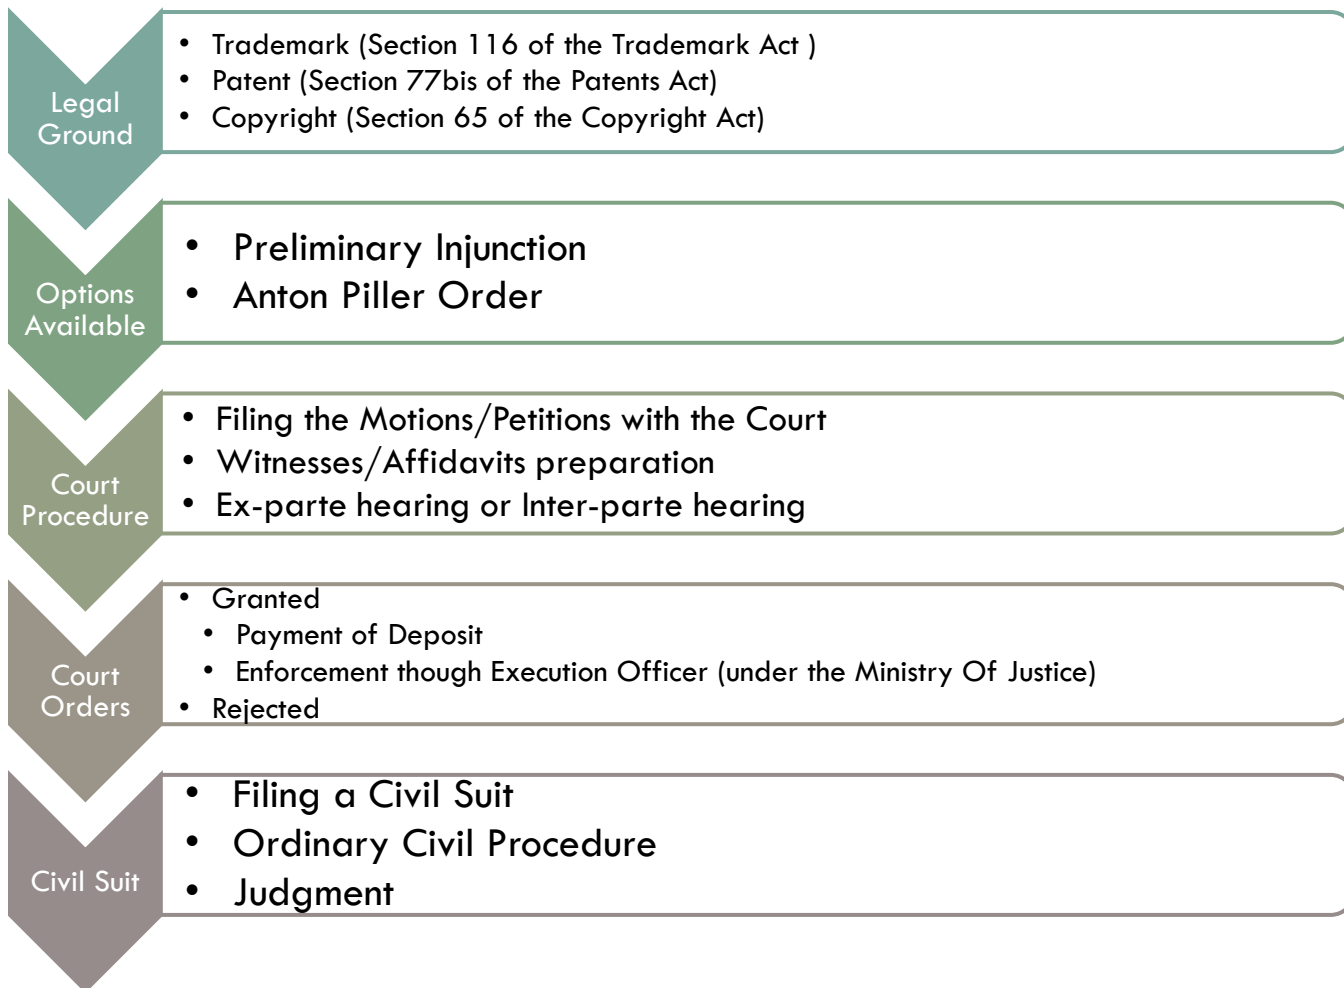 Legal
Ground
• Trademark (Section 116 of the Trademark Act )
• Patent (Section 77bis of the Patents Act)
• Copyright (Section 65 of the Copyright Act)
Options
Available
• Preliminary Injunction
• Anton Piller Order
Court
Procedure
• Filing the Motions/Petitions with the Court
• Witnesses/Affidavits preparation
• Ex-parte hearing or Inter-parte hearing
Court
Orders
• Granted
• Payment of Deposit
• Enforcement though Execution Officer (under the Ministry Of Justice)
• Rejected
Civil Suit
• Filing a Civil Suit
• Ordinary Civil Procedure
• Judgment